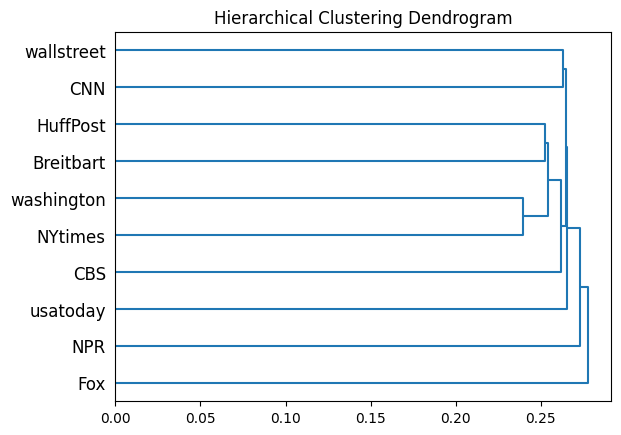 Hierarchical Clustering Dendrogram
wallstreet
CNN
HuffPost
Breitbart
washington
NYtimes
CBS
usatoday
NPR
Fox
0.00 0.05 0.10 0.15 0.20 0.25